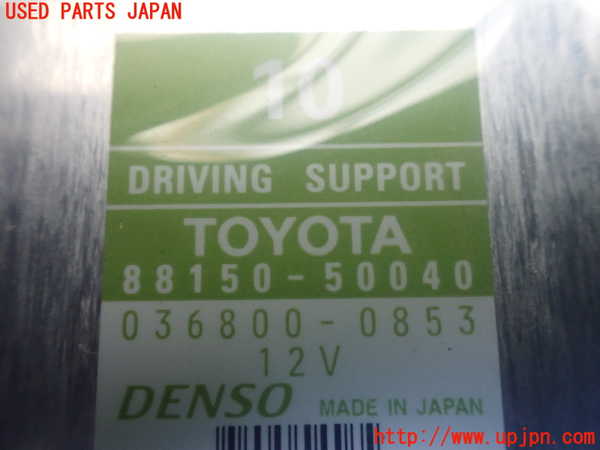 USED PARTS JAPAN
10
DRIVING SUPPORT
TOYOTA
88150-50040
036800-0853
12V
DENSO MADE IN JAPAN
http://www.upjpn.com